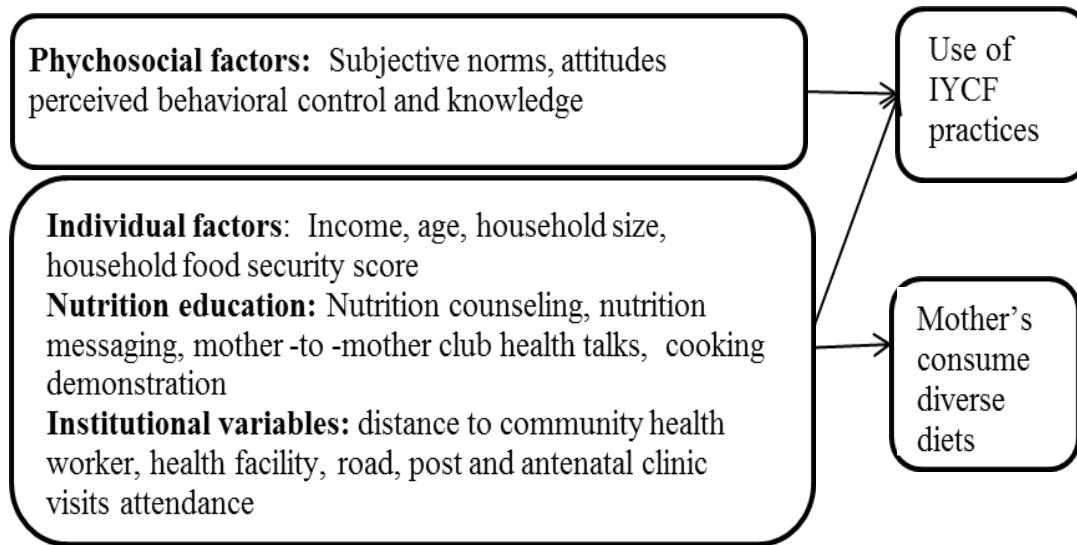 Phychosocial factors: Subjective norms, attitudes
perceived behavioral control and knowledge
Use of
IYCF
practices
Individual factors: Income, age, household size,
household food security score
Nutrition education: Nutrition counseling, nutrition
messaging, mother -to -mother club health talks, cooking
demonstration
Institutional variables: distance to community health
worker, health facility, road, post and antenatal clinic
visits attendance
Mother's
consume
diverse
diets